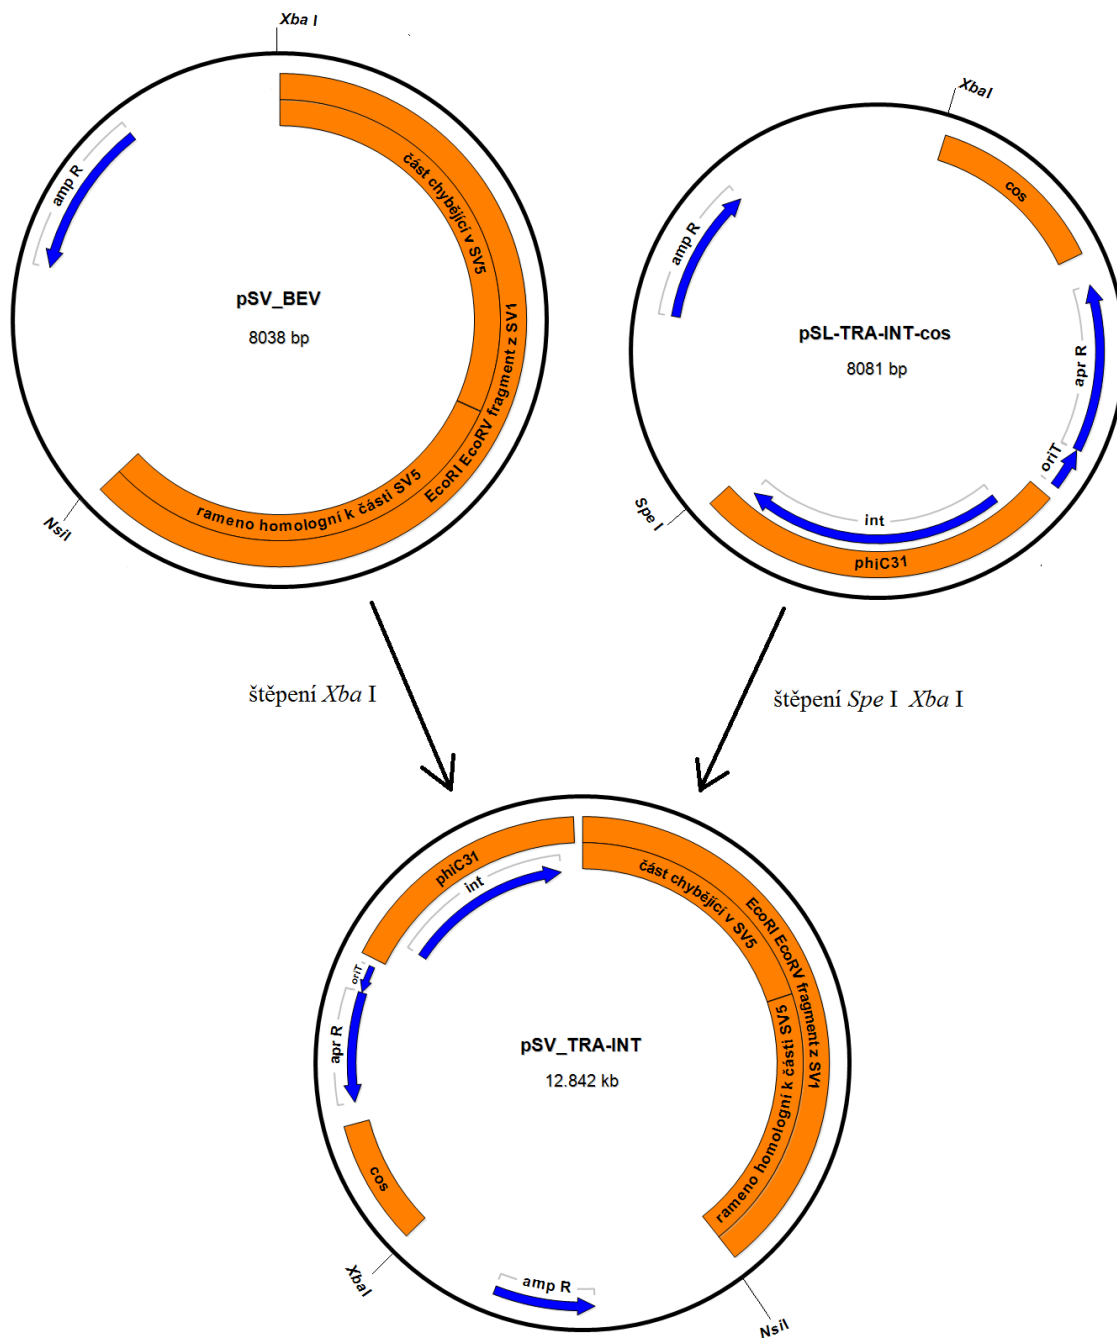 Xba I
amp R
část chybějící v SV5
pSV_BEV
8038 bp
EcoRI EcoRV fragment z SV1
rameno homologní k části SV5
NsiI
XbaI
cos
amp R
pSL-TRA-INT-cos
8081 bp
apr R
oriT
int
phiC31
Spe I
štěpení Xba I
štěpení Spe I Xba I
phiC31
int
část chybějící v SV5
EcoRI EcoRV fragment z SV1
oriT
apr R
pSV_TRA-INT
12.842 kb
rameno homologní k části SV5
cos
XbaI
amp R
NsiI